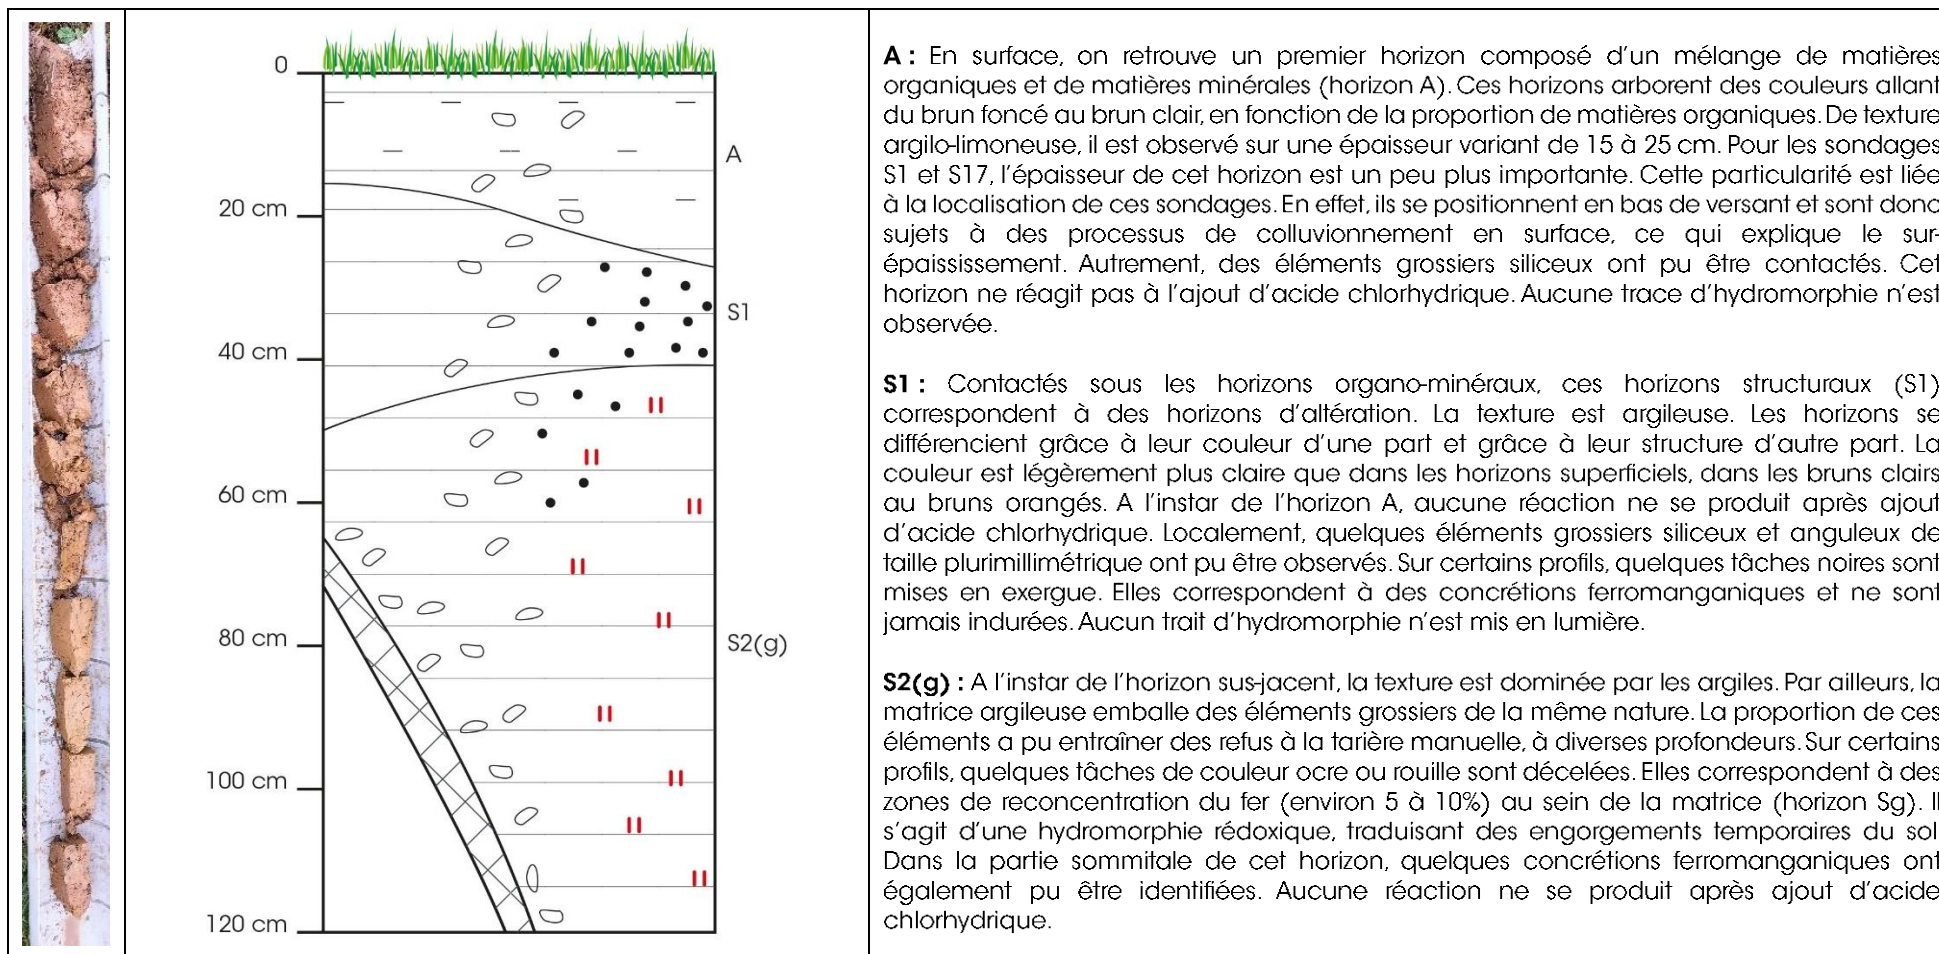 0
20 cm
40 cm
60 cm
80 cm
100 cm
120 cm
A
S1
S2(g)
A : En surface, on retrouve un premier horizon composé d'un mélange de matières
organiques et de matières minérales (horizon A). Ces horizons arborent des couleurs allant
du brun foncé au brun clair, en fonction de la proportion de matières organiques. De texture
argilo-limoneuse, il est observé sur une épaisseur variant de 15 à 25 cm. Pour les sondages
S1 et S17, l'épaisseur de cet horizon est un peu plus importante. Cette particularité est liée
à la localisation de ces sondages. En effet, ils se positionnent en bas de versant et sont donc
sujets à des processus de colluvionnement en surface, ce qui explique le sur-
épaississement. Autrement, des éléments grossiers siliceux ont pu être contactés. Cet
horizon ne réagit pas à l'ajout d'acide chlorhydrique. Aucune trace d'hydromorphie n'est
observée.
S1 : Contactés sous les horizons organo-minéraux, ces horizons structuraux (S1)
correspondent à des horizons d'altération. La texture est argileuse. Les horizons se
différencient grâce à leur couleur d'une part et grâce à leur structure d'autre part. La
couleur est légèrement plus claire que dans les horizons superficiels, dans les bruns clairs
au bruns orangés. A l'instar de l'horizon A, aucune réaction ne se produit après ajout
d'acide chlorhydrique. Localement, quelques éléments grossiers siliceux et anguleux de
taille plurimillimétrique ont pu être observés. Sur certains profils, quelques tâches noires sont
mises en exergue. Elles correspondent à des concrétions ferromanganiques et ne sont
jamais indurées. Aucun trait d'hydromorphie n'est mis en lumière.
S2(g) : A l'instar de l'horizon sus-jacent, la texture est dominée par les argiles. Par ailleurs, la
matrice argileuse emballe des éléments grossiers de la même nature. La proportion de ces
éléments a pu entraîner des refus à la tarière manuelle, à diverses profondeurs. Sur certains
profils, quelques tâches de couleur ocre ou rouille sont décelées. Elles correspondent à des
zones de reconcentration du fer (environ 5 à 10%) au sein de la matrice (horizon Sg). Il
s'agit d'une hydromorphie rédoxique, traduisant des engorgements temporaires du sol
Dans la partie sommitale de cet horizon, quelques concrétions ferromanganiques ont
également pu être identifiées. Aucune réaction ne se produit après ajout d'acide
chlorhydrique.